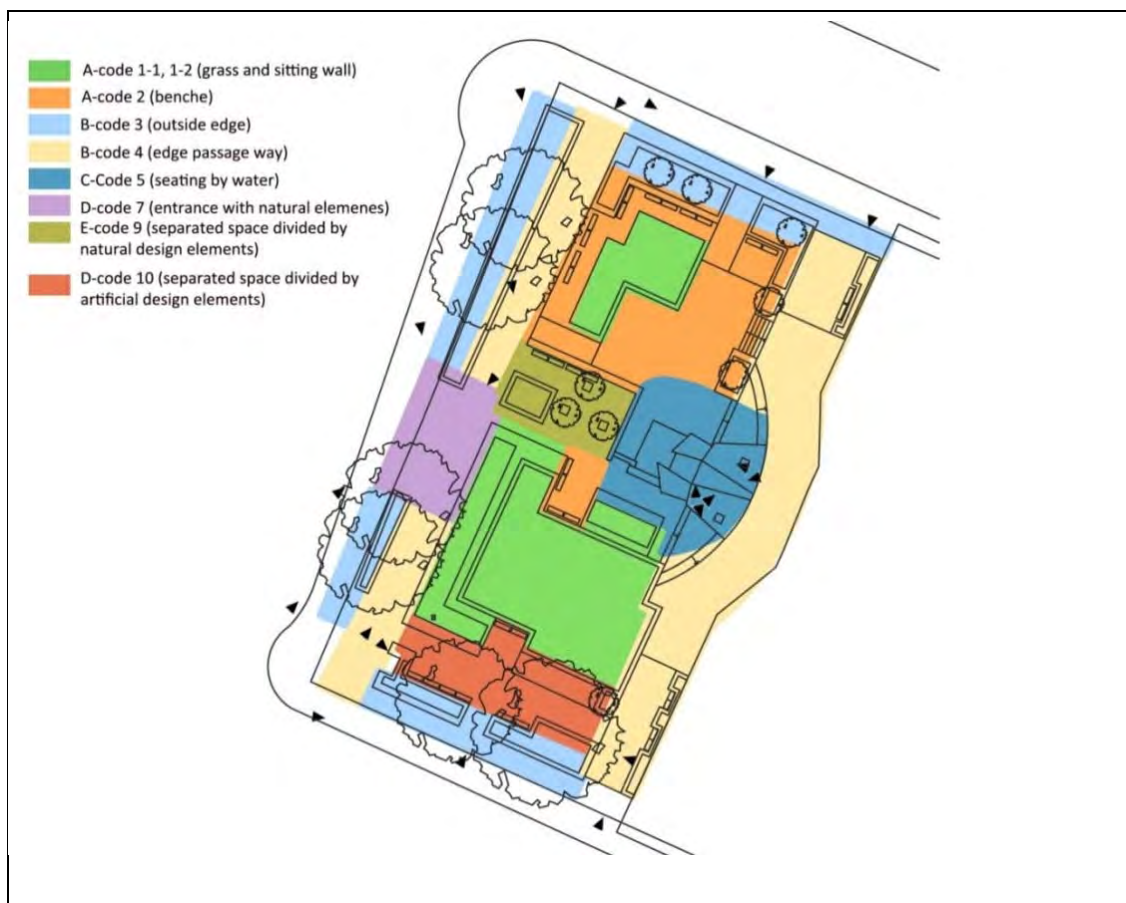 A-code 1-1, 1-2 (grass and sitting wall)
A-code 2 (benche)
B-code 3 (outside edge)
B-code 4 (edge passage way)
C-Code 5 (seating by water)
D-code 7 (entrance with natural elemenes)
E-code 9 (separated space divided by
natural design elements)
D-code 10 (separated space divided by
artificial design elements)